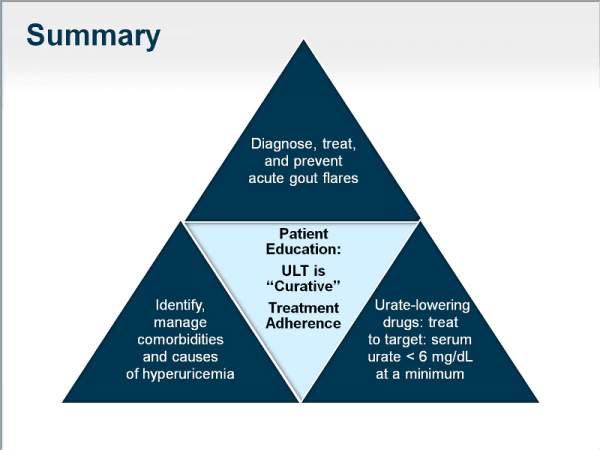 Summary
Diagnose, treat,
and prevent
acute gout flares
Patient
Education:
ULT is
“Curative”
Treatment
Adherence
Identify,
manage
comorbidities
and causes
of hyperuricemia
Urate-lowering
drugs: treat
to target: serum
urate < 6 mg/dL
at a minimum